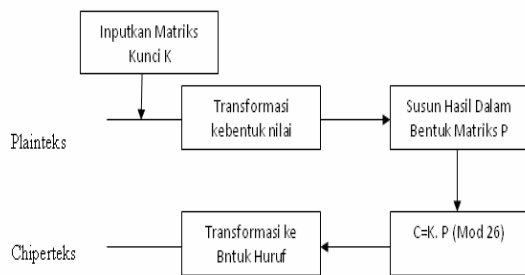 Inputkan Matriks
Kunci K
Plainteks
Transformasi
kebentuk nilai
Susun Hasil Dalam
Bentuk Matriks P
C=K. P (Mod 26)
Transformasi ke
Bntuk Huruf
Chiperteks